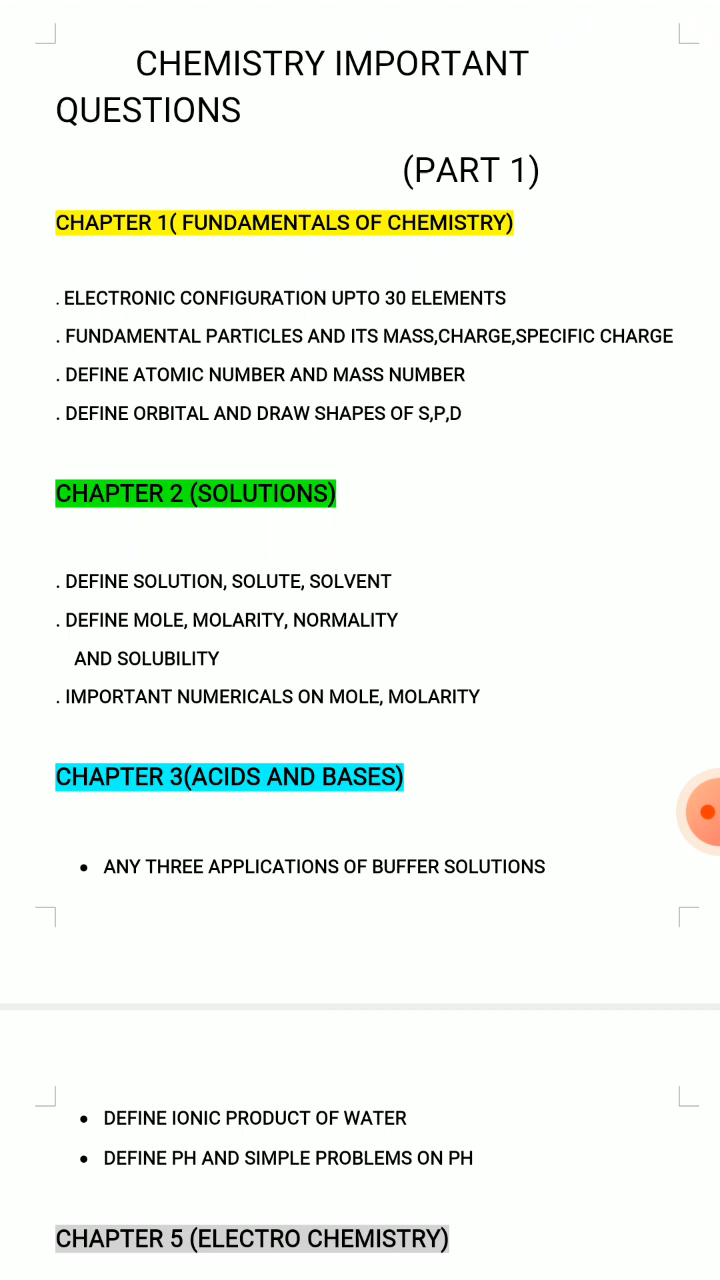 CHEMISTRY IMPORTANT
QUESTIONS
(PART 1)
CHAPTER 1( FUNDAMENTALS OF CHEMISTRY)
. ELECTRONIC CONFIGURATION UPTO 30 ELEMENTS
. FUNDAMENTAL PARTICLES AND ITS MASS,CHARGE,SPECIFIC CHARGE
. DEFINE ATOMIC NUMBER AND MASS NUMBER
. DEFINE ORBITAL AND DRAW SHAPES OF S,P,D
CHAPTER 2 (SOLUTIONS)
. DEFINE SOLUTION, SOLUTE, SOLVENT
. DEFINE MOLE, MOLARITY, NORMALITY
AND SOLUBILITY
. IMPORTANT NUMERICALS ON MOLE, MOLARITY
CHAPTER 3(ACIDS AND BASES)
• ANY THREE APPLICATIONS OF BUFFER SOLUTIONS
• DEFINE IONIC PRODUCT OF WATER
• DEFINE PH AND SIMPLE PROBLEMS ON PH
CHAPTER 5 (ELECTRO CHEMISTRY)